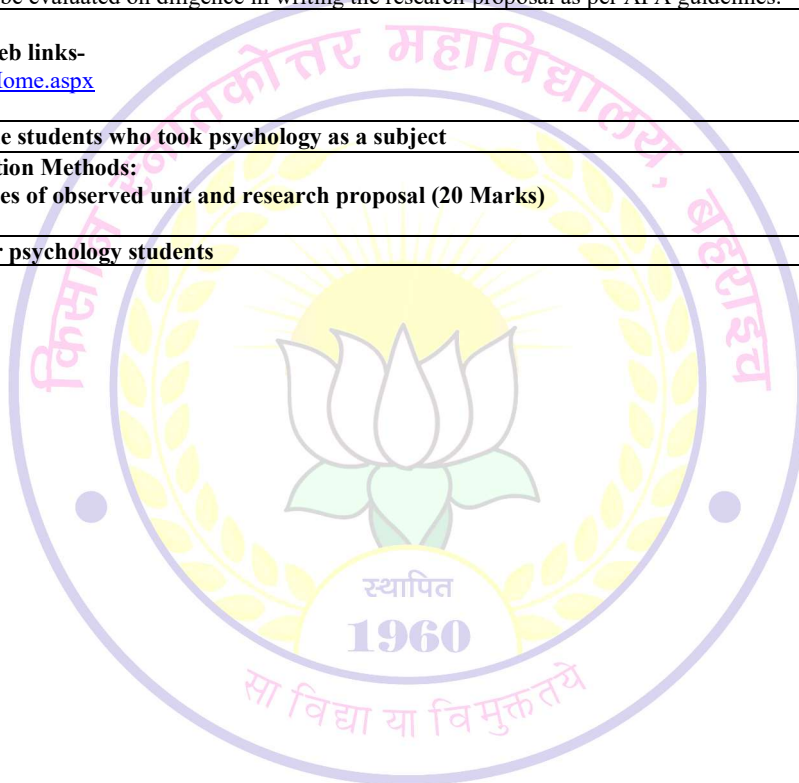 be evaluated on diligence in writing the research proposal as per APA guidelines.
eb links-
Home.aspx
e students who took psychology as a subject
tion Methods:
es of observed unit and research proposal (20 Marks)
r psychology students
किसान स्नातकोत्तर महाविद्यालय, बहराइच
स्थापित
1960
सा विद्या या विमुक्तये